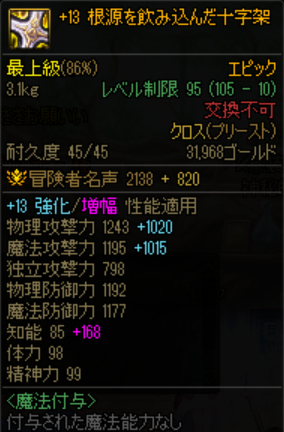 +13 根源を飲み込んだ十字架
最上級(86%) エピック
3.1kg レベル制限 95 (105 - 10)
交換不可
クロス(プリースト)
耐久度 45/45 31,968ゴールド
冒険者名声 2138 + 820
+13 強化/増幅 性能適用
物理攻撃力 1243 +1020
魔法攻撃力 1195 +1015
独立攻撃力 798
物理防御力 1192
魔法防御力 1177
知能 85 +168
体力 98
精神力 99
<魔法付与>
付与された魔法能力なし